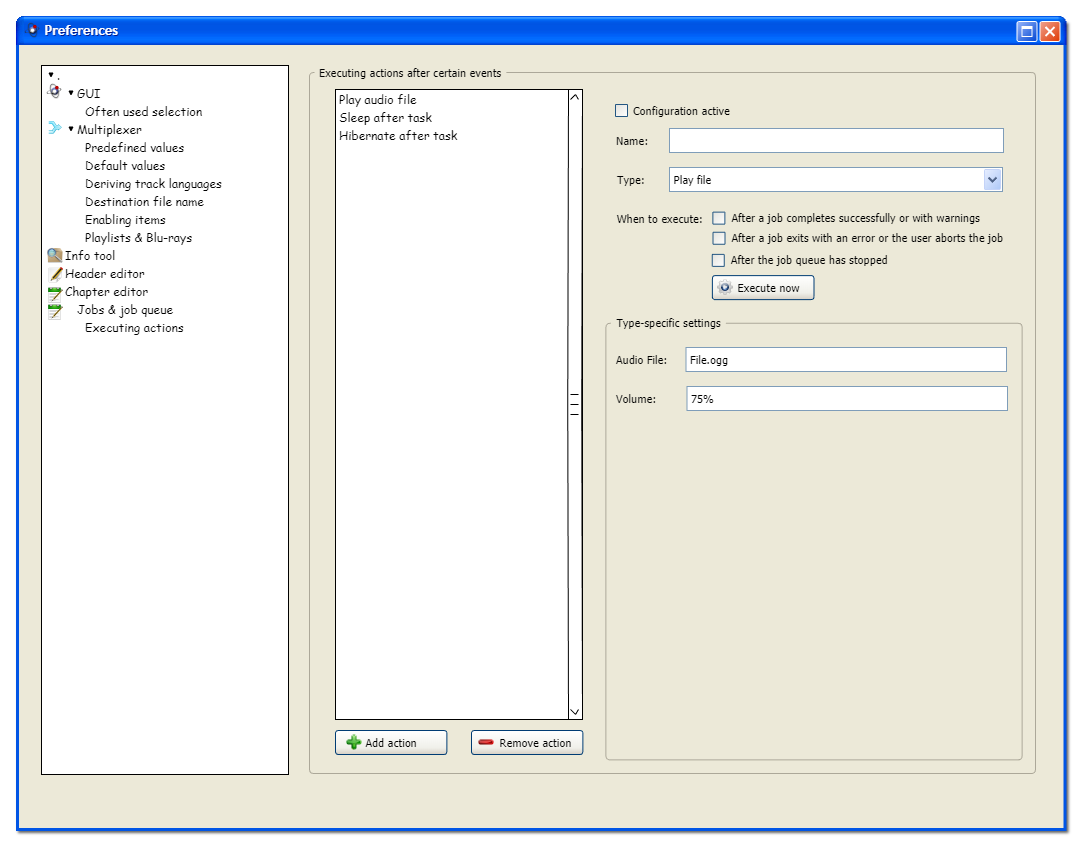 Preferences
.
GUI
Often used selection
Multiplexer
Predefined values
Default values
Deriving track languages
Destination file name
Enabling items
Playlists & Blu-rays
Info tool
Header editor
Chapter editor
Jobs & job queue
Executing actions
Executing actions after certain events
Play audio file
Sleep after task
Hibernate after task
Add action
Remove action
Configuration active
Name:
Type: Play file
When to execute: After a job completes successfully or with warnings
After a job exits with an error or the user aborts the job
After the job queue has stopped
Execute now
Type-specific settings
Audio File: File.ogg
Volume: 75%